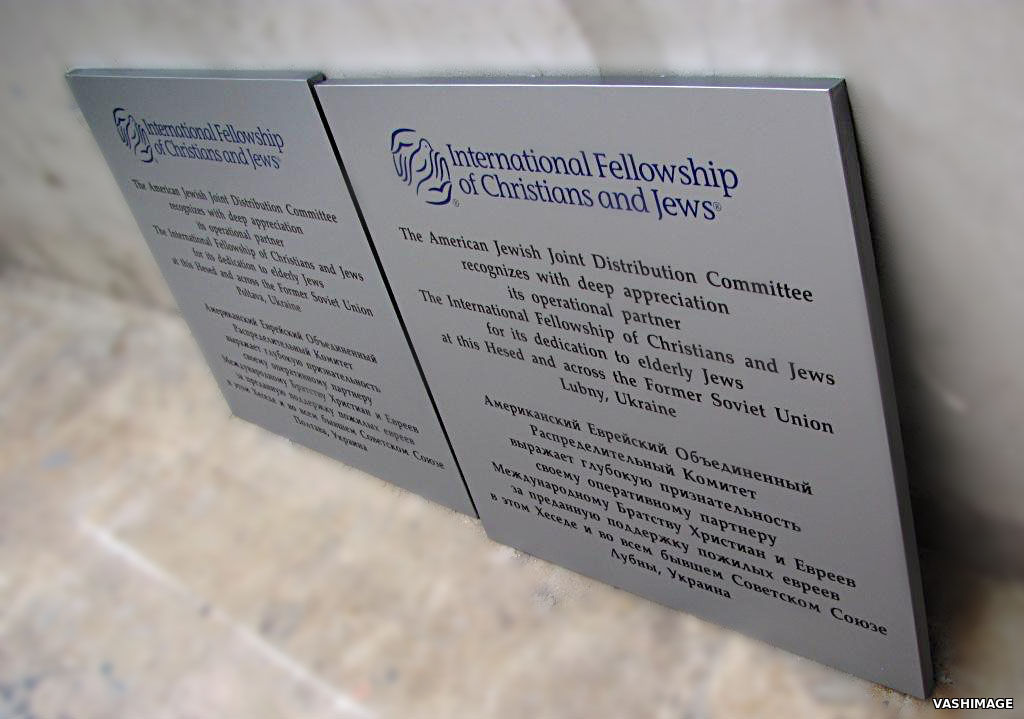 International Fellowship
of Christians and Jews®
The American Jewish Joint Distribution Committee
recognizes with deep appreciation
its operational partner
The International Fellowship of Christians and Jews
for its dedication to elderly Jews
at this Hesed and across the Former Soviet Union
Poltava, Ukraine
Американский Еврейский Объединенный
Распределительный Комитет
выражает глубокую признательность
своему оперативному партнеру
Международному Братству Христиан и Евреев
за преданную поддержку пожилых евреев
в этом Хеседе и во всем бывшем Советском Союзе
Полтава, Украина
International Fellowship
of Christians and Jews®
®
The American Jewish Joint Distribution Committee
recognizes with deep appreciation
its operational partner
The International Fellowship of Christians and Jews
for its dedication to elderly Jews
at this Hesed and across the Former Soviet Union
Lubny, Ukraine
Американский Еврейский Объединенный
Распределительный Комитет
выражает глубокую признательность
своему оперативному партнеру
Международному Братству Христиан и Евреев
за преданную поддержку пожилых евреев
в этом Хеседе и во всем бывшем Советском Союзе
Лубны, Украина
VASHIMAGE